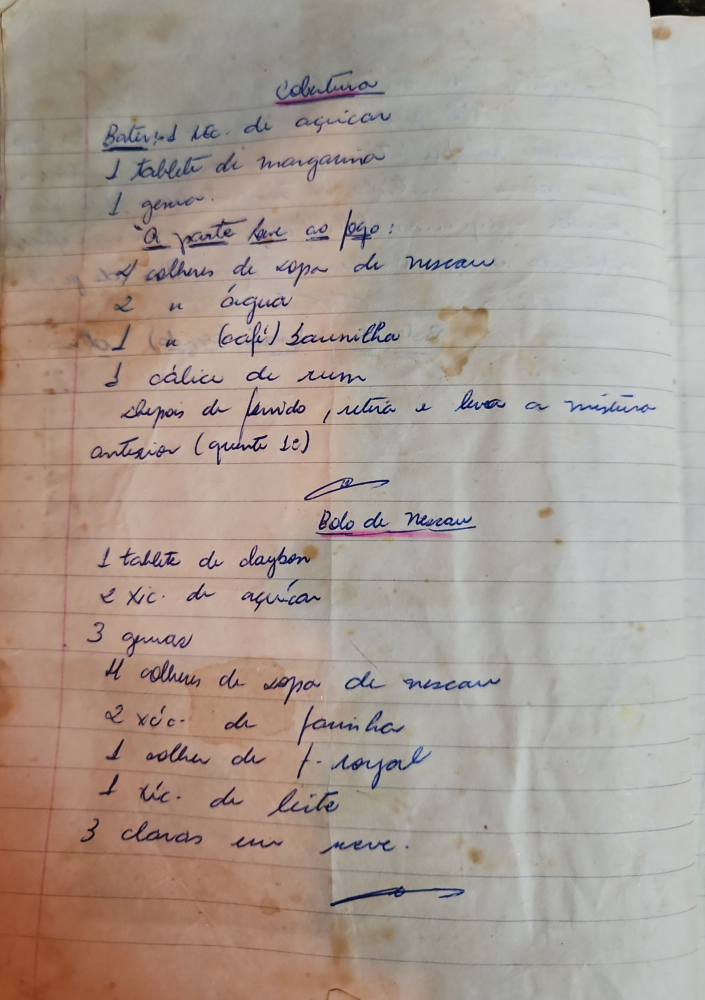 Cobertura
Bater: 1 xíc. de açúcar
1 tablete de margarina
1 gema.
A parte leve ao fogo:
4 colheres de sopa de nescau
2 " água
1 " (café) baunilha
1 cálice de rum
Depois de fervido, retira e leva a mistura
anterior (quente
Bolo de Nescau
1 tablete de claybon
2 xic. de açúcar
3 gemas
4 colheres de sopa de nescau
2 xíc. de farinha
1 colher de f. royal
1 xíc. de leite
3 claras em neve.